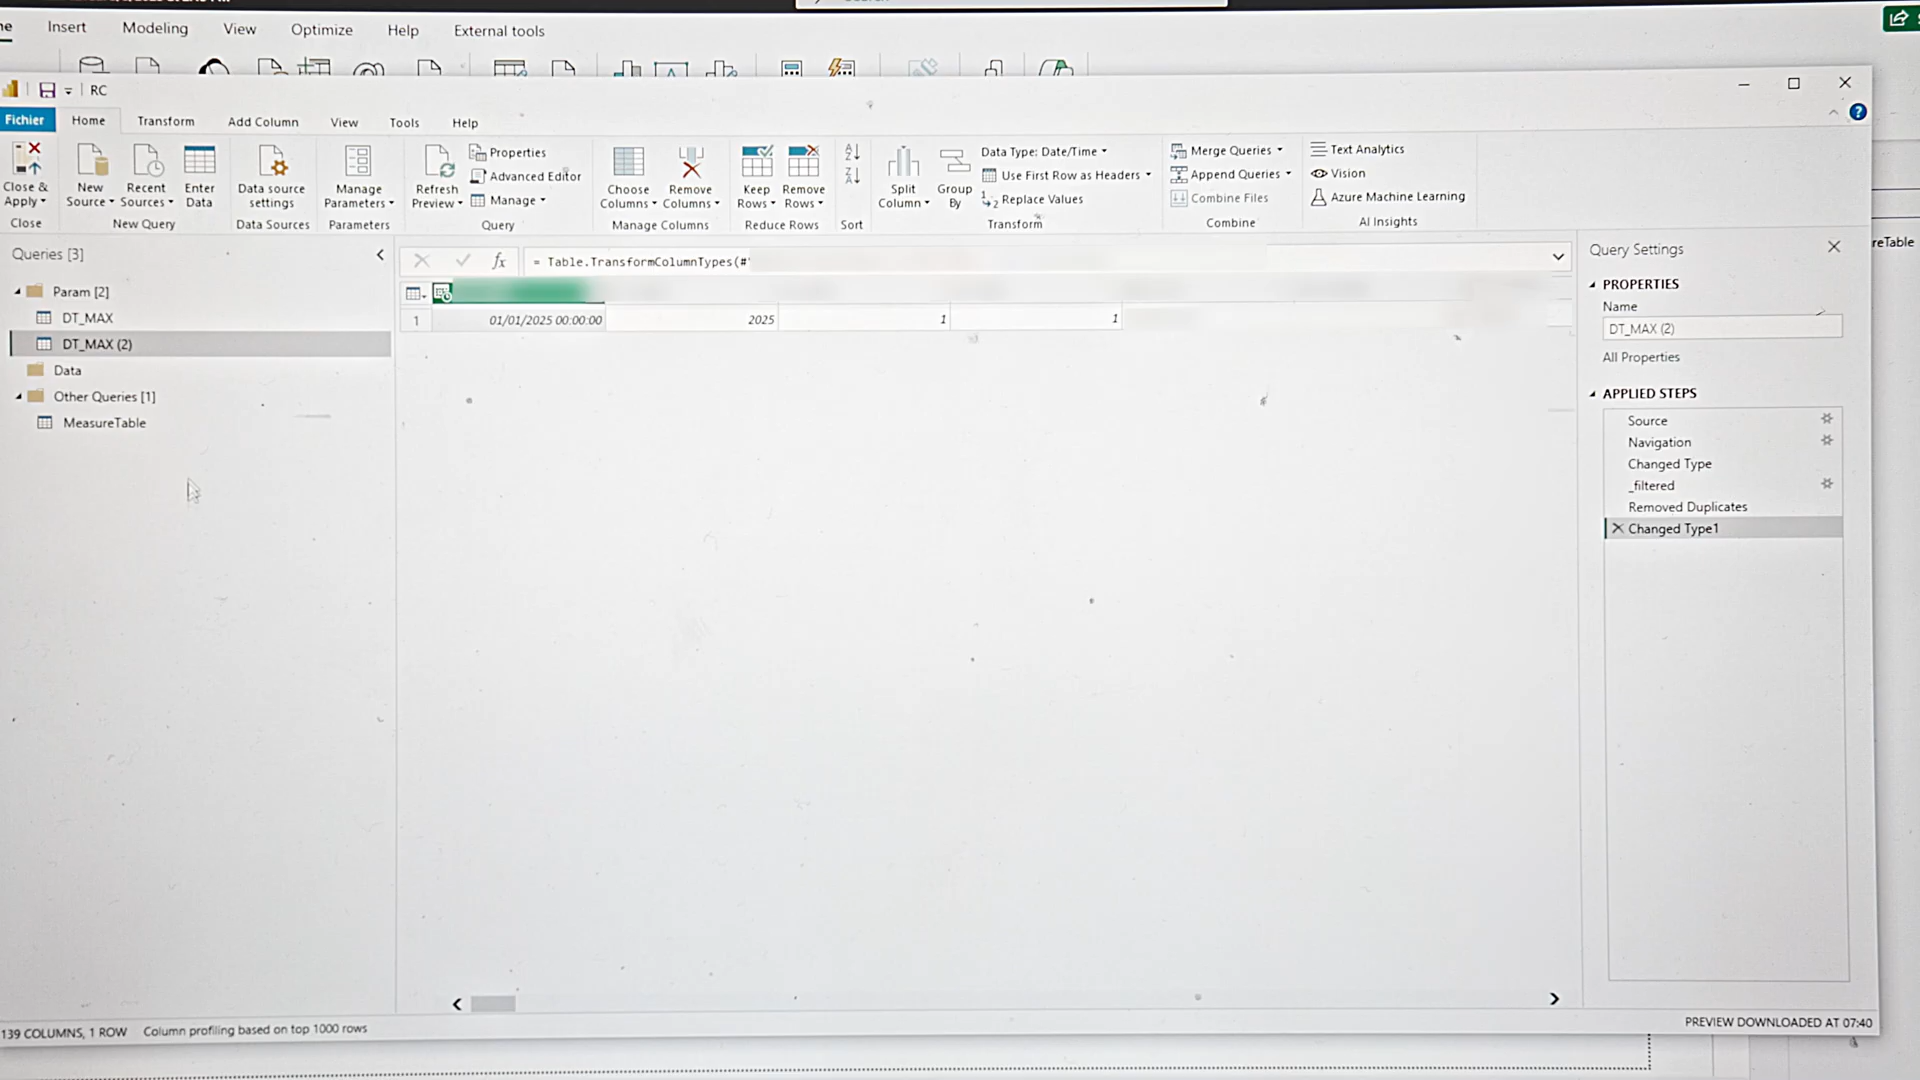 Insert Modeling View Optimize Help External tools
RC
Fichier Home Transform Add Column View Tools Help
Close & Apply
New Source
Recent Sources
Enter Data
Data source settings
Manage Parameters
Refresh Preview
Properties
Advanced Editor
Manage
Choose Columns
Remove Columns
Keep Rows
Remove Rows
Split Column
Group By
Data Type: Date/Time
Use First Row as Headers
Replace Values
Merge Queries
Append Queries
Combine Files
Text Analytics
Vision
Azure Machine Learning
Close New Query Data Sources Parameters Query Manage Columns Reduce Rows Sort Transform Combine AI Insights
Queries [3]
Param [2]
DT_MAX
DT_MAX (2)
Data
Other Queries [1]
MeasureTable
= Table.TransformColumnTypes(#"
1 01/01/2025 00:00:00 2025 1 1
Query Settings
PROPERTIES
Name
DT_MAX (2)
All Properties
APPLIED STEPS
Source
Navigation
Changed Type
_filtered
Removed Duplicates
Changed Type1
reTable
139 COLUMNS, 1 ROW Column profiling based on top 1000 rows
PREVIEW DOWNLOADED AT 07:40